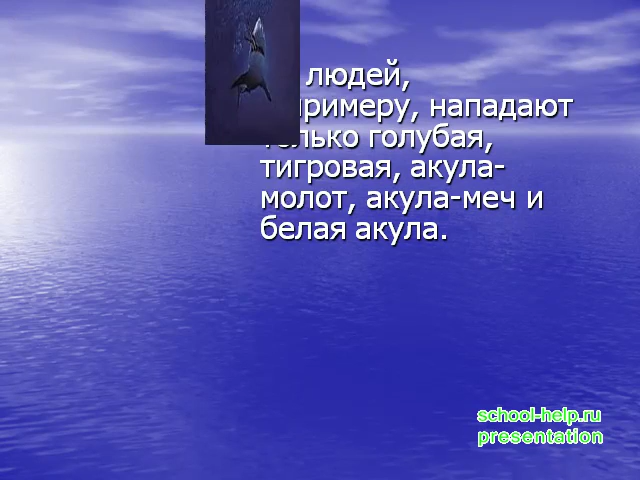 людей,
нападают
голубая,
тигровая, акула-
молот, акула-меч и
белая акула.
school-help.ru
presentation